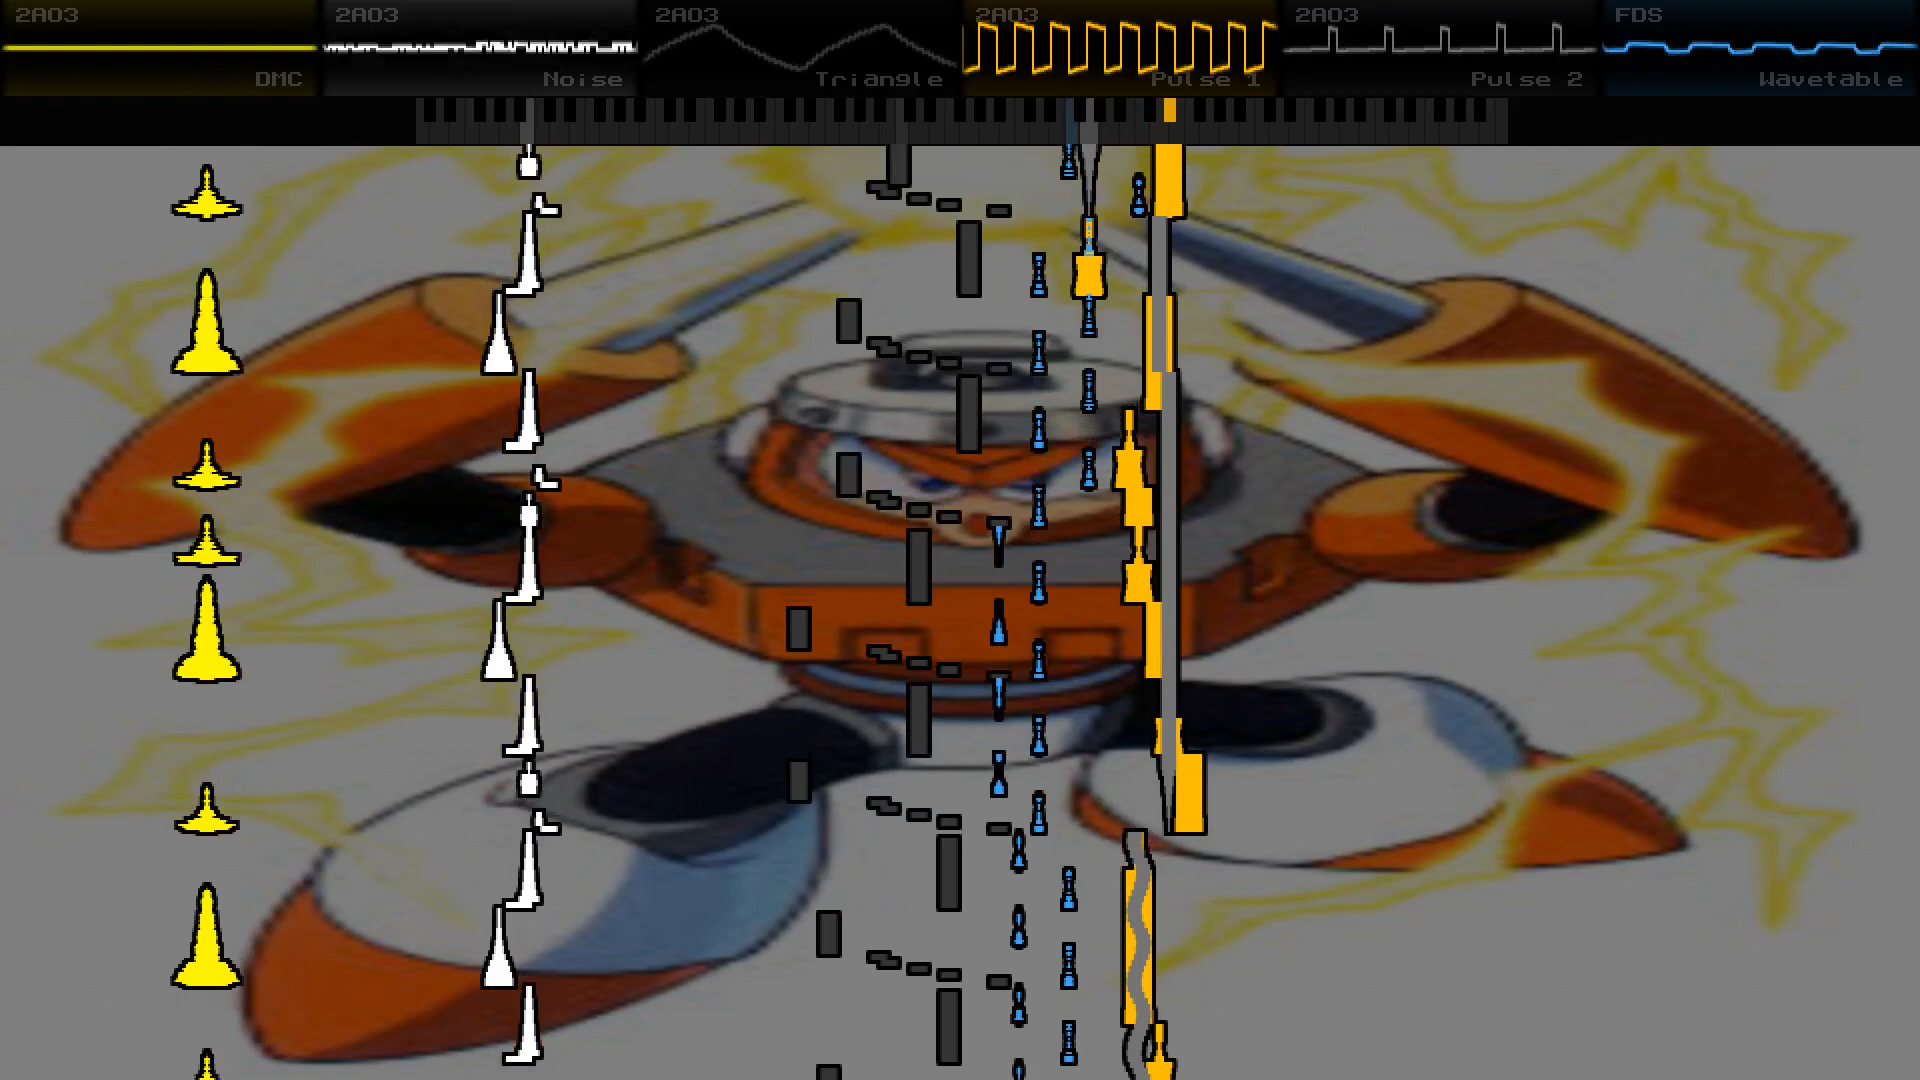 2A03 2A03 2A03 2A03 2A03 FDS
DMC Noise Triangle Pulse 1 Pulse 2 Wavetable